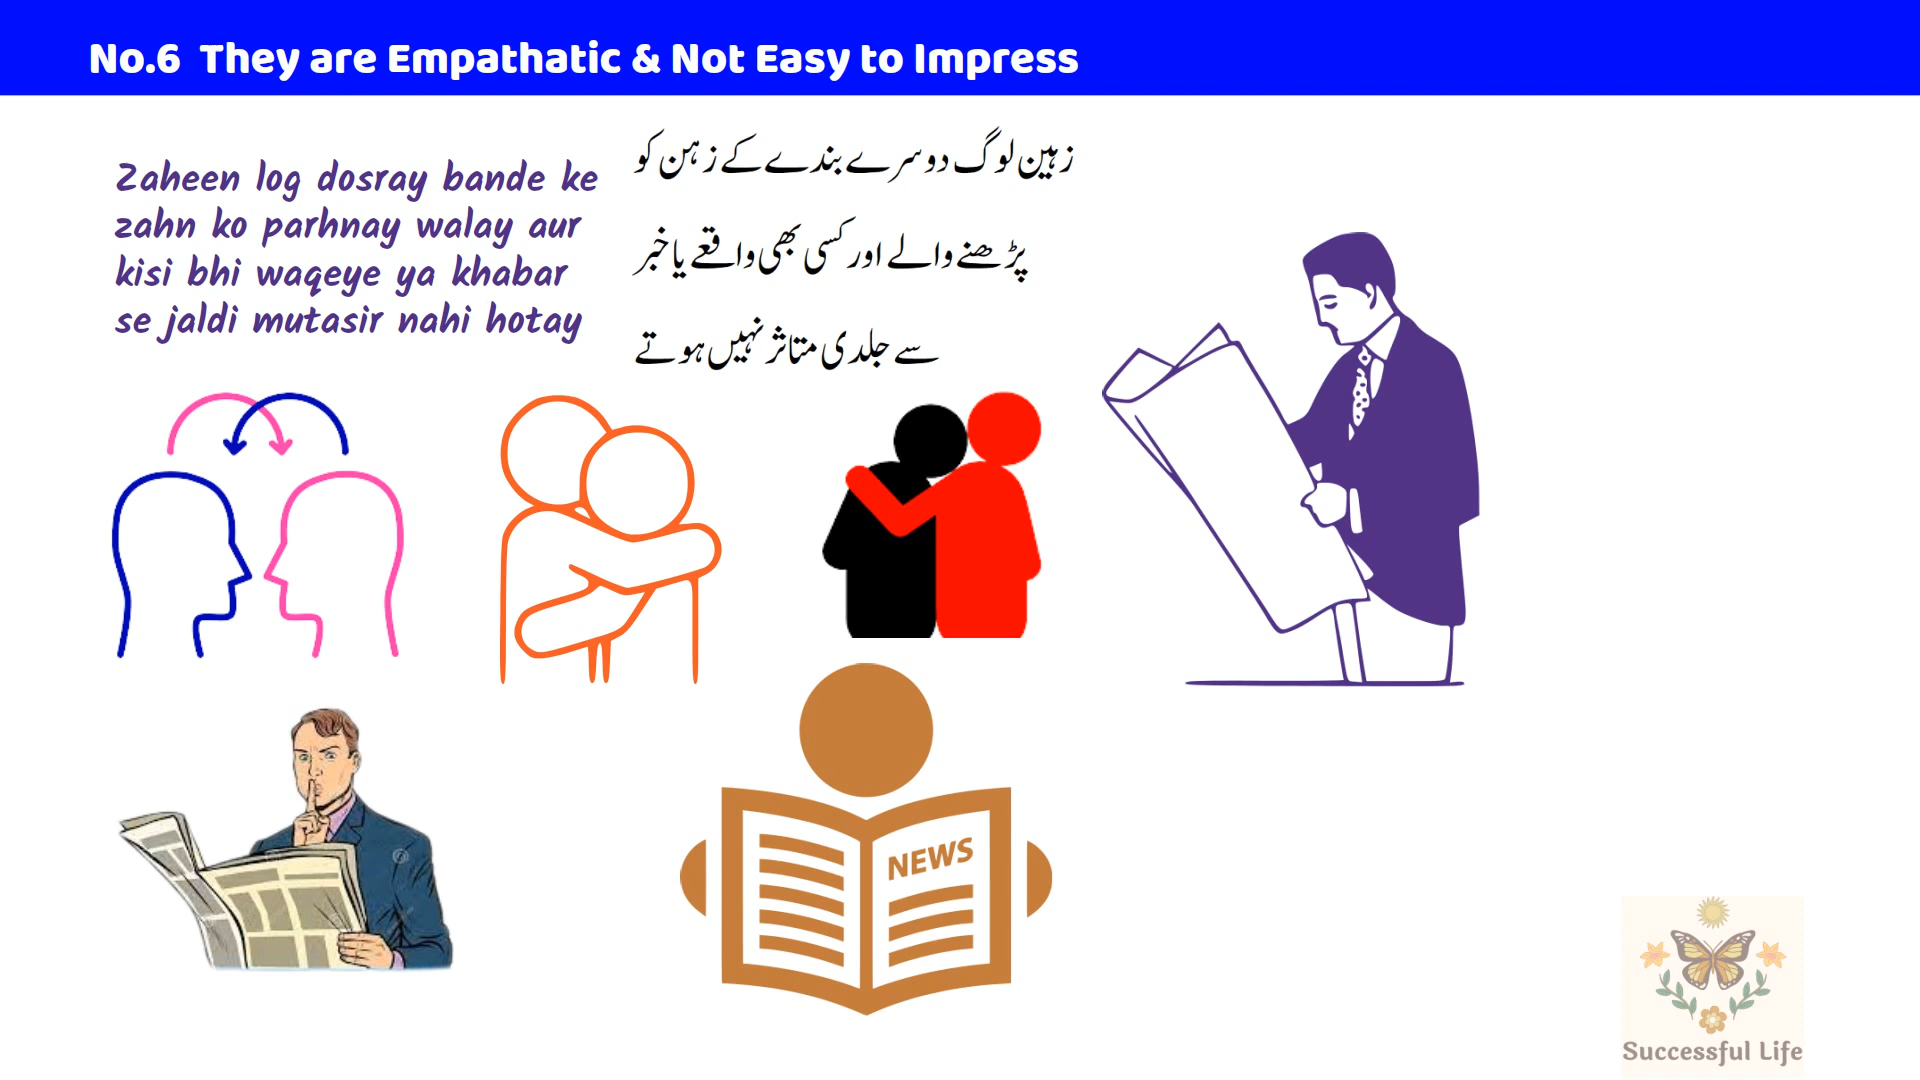 No.6 They are Empathatic & Not Easy to Impress
Zaheen log dosray bande ke
zahn ko parhnay walay aur
kisi bhi waqeye ya khabar
se jaldi mutasir nahi hotay
زہین لوگ دوسرے بندے کے زہن کو
پڑھنے والے اور کسی بھی واقعے یا خبر
سے جلدی متاثر نہیں ہوتے
NEWS
Successful Life